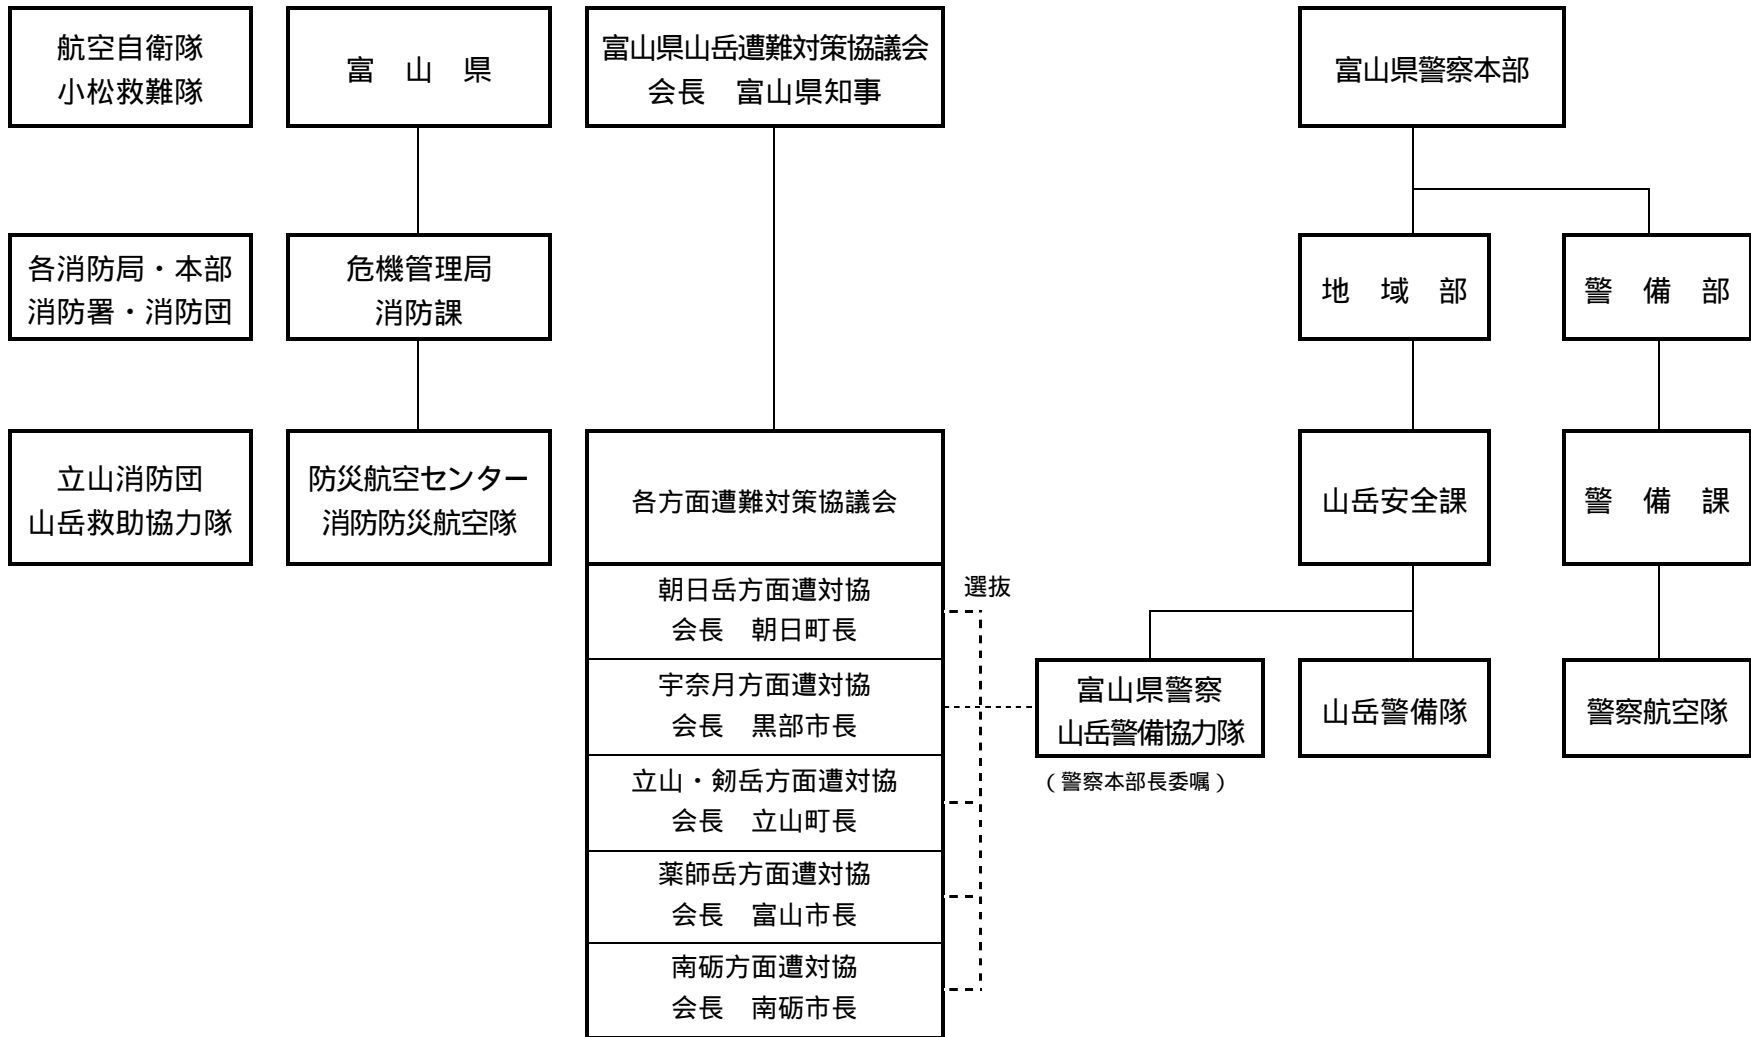 航空自衛隊
小松救難隊
富　山　県
富山県山岳遭難対策協議会
会長　富山県知事
富山県警察本部
各消防局・本部
消防署・消防団
危機管理局
消防課
地　域　部
警　備　部
立山消防団
山岳救助協力隊
防災航空センター
消防防災航空隊
各方面遭難対策協議会
山岳安全課
警　備　課
朝日岳方面遭対協
会長　朝日町長
選抜
宇奈月方面遭対協
会長　黒部市長
富山県警察
山岳警備協力隊
（警察本部長委嘱）
山岳警備隊
警察航空隊
立山・剱岳方面遭対協
会長　立山町長
薬師岳方面遭対協
会長　富山市長
南砺方面遭対協
会長　南砺市長